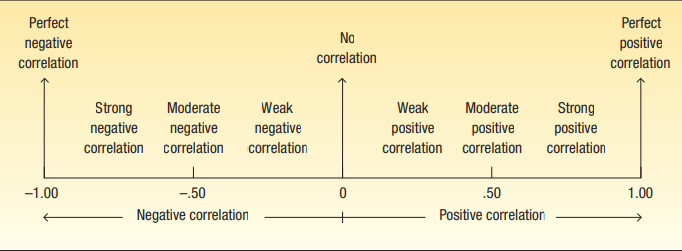 Perfect
negative
correlation
No
correlation
Perfect
positive
correlation
Strong
negative
correlation
Moderate
negative
correlation
Weak
negative
correlation
Weak
positive
correlation
Moderate
positive
correlation
Strong
positive
correlation
–1.00
–.50
0
.50
1.00
Negative correlation
Positive correlation